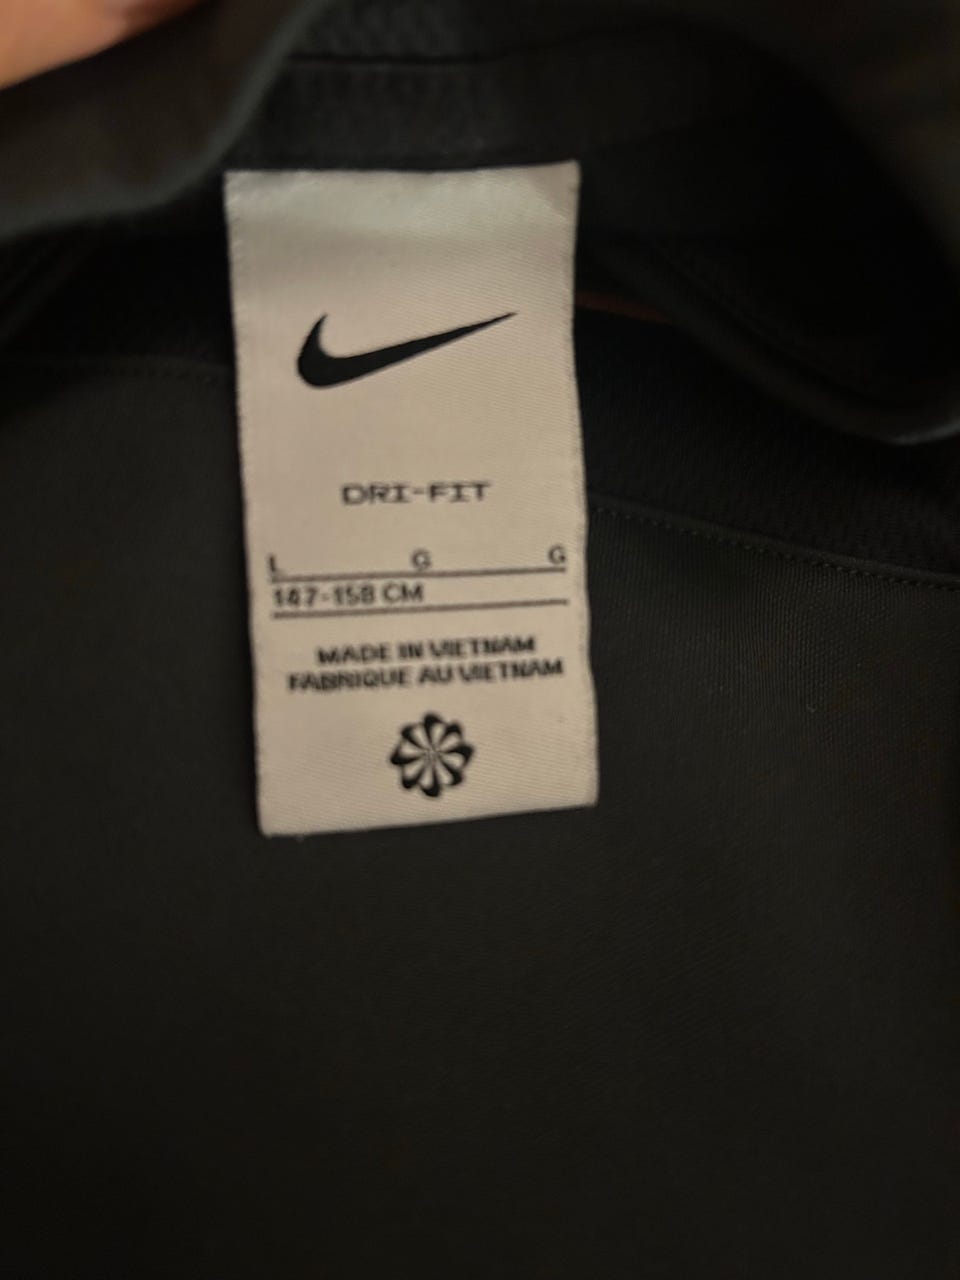 DRI-FIT
L G G
147-158 CM
MADE IN VIETNAM
FABRIQUE AU VIETNAM